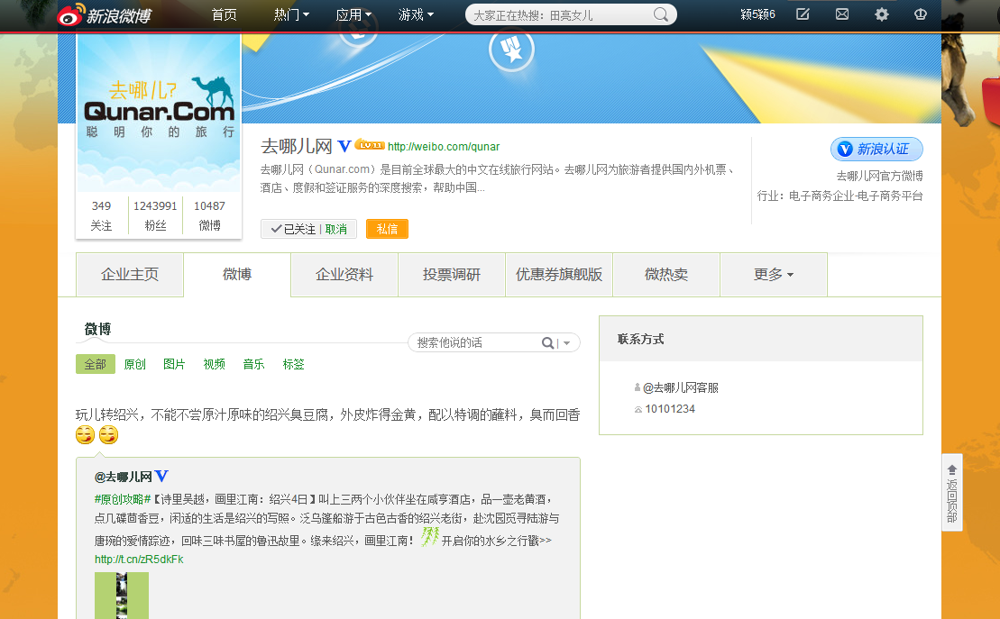 新浪微博 首页 热门 应用 游戏 大家正在热搜：田亮女儿 颖5颖6
去哪儿?
Qunar.Com
聪明你的旅行
去哪儿网 V http://weibo.com/qunar
去哪儿网（Qunar.com）是目前全球最大的中文在线旅行网站。去哪儿网为旅游者提供国内外机票、
酒店、度假和签证服务的深度搜索，帮助中国...
V 新浪认证
去哪儿网官方微博
行业：电子商务企业-电子商务平台
349 1243991 10487
关注 粉丝 微博
已关注 | 取消 私信
企业主页 微博 企业资料 投票调研 优惠券旗舰版 微热卖 更多
微博
搜索他说的话
全部 原创 图片 视频 音乐 标签
联系方式
@去哪儿网客服
10101234
玩儿转绍兴，不能不尝原汁原味的绍兴臭豆腐，外皮炸得金黄，配以特调的蘸料，臭而回香
@去哪儿网 V
#原创攻略#【诗里吴越，画里江南：绍兴4日】叫上三两个小伙伴坐在咸亨酒店，品一壶老黄酒，
点几碟茴香豆，闲适的生活是绍兴的写照。泛乌篷船游于古色古香的绍兴老街，赴沈园觅寻陆游与
唐琬的爱情踪迹，回味三味书屋的鲁迅故里。缘来绍兴，画里江南！ 开启你的水乡之行戳>>
http://t.cn/zR5dkFk
返回顶部